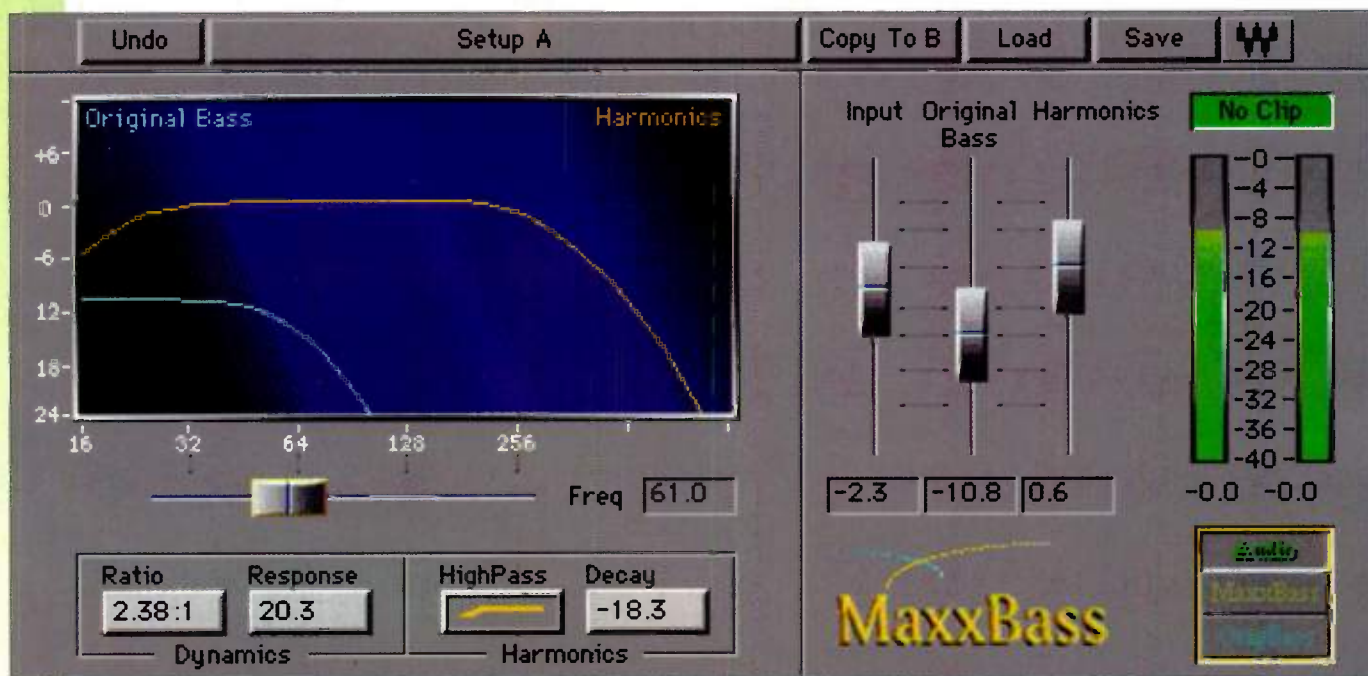 Undo
Setup A
Copy To B
Load
Save
Original Bass
Harmonics
+6-
0 -
-6 -
12-
18-
24-
16 32 64 128 256
Freq 61.0
Ratio
2.38:1
Response
20.3
Dynamics
HighPass
Decay
-18.3
Harmonics
Input
Original
Bass
Harmonics
-2.3
-10.8
0.6
No Clip
-0-
-4-
-8-
-12-
-16-
-20-
-24-
-28-
-32-
-36-
-40-
-0.0 -0.0
MaxxBass
Audio
MaxxBass
OrigBass